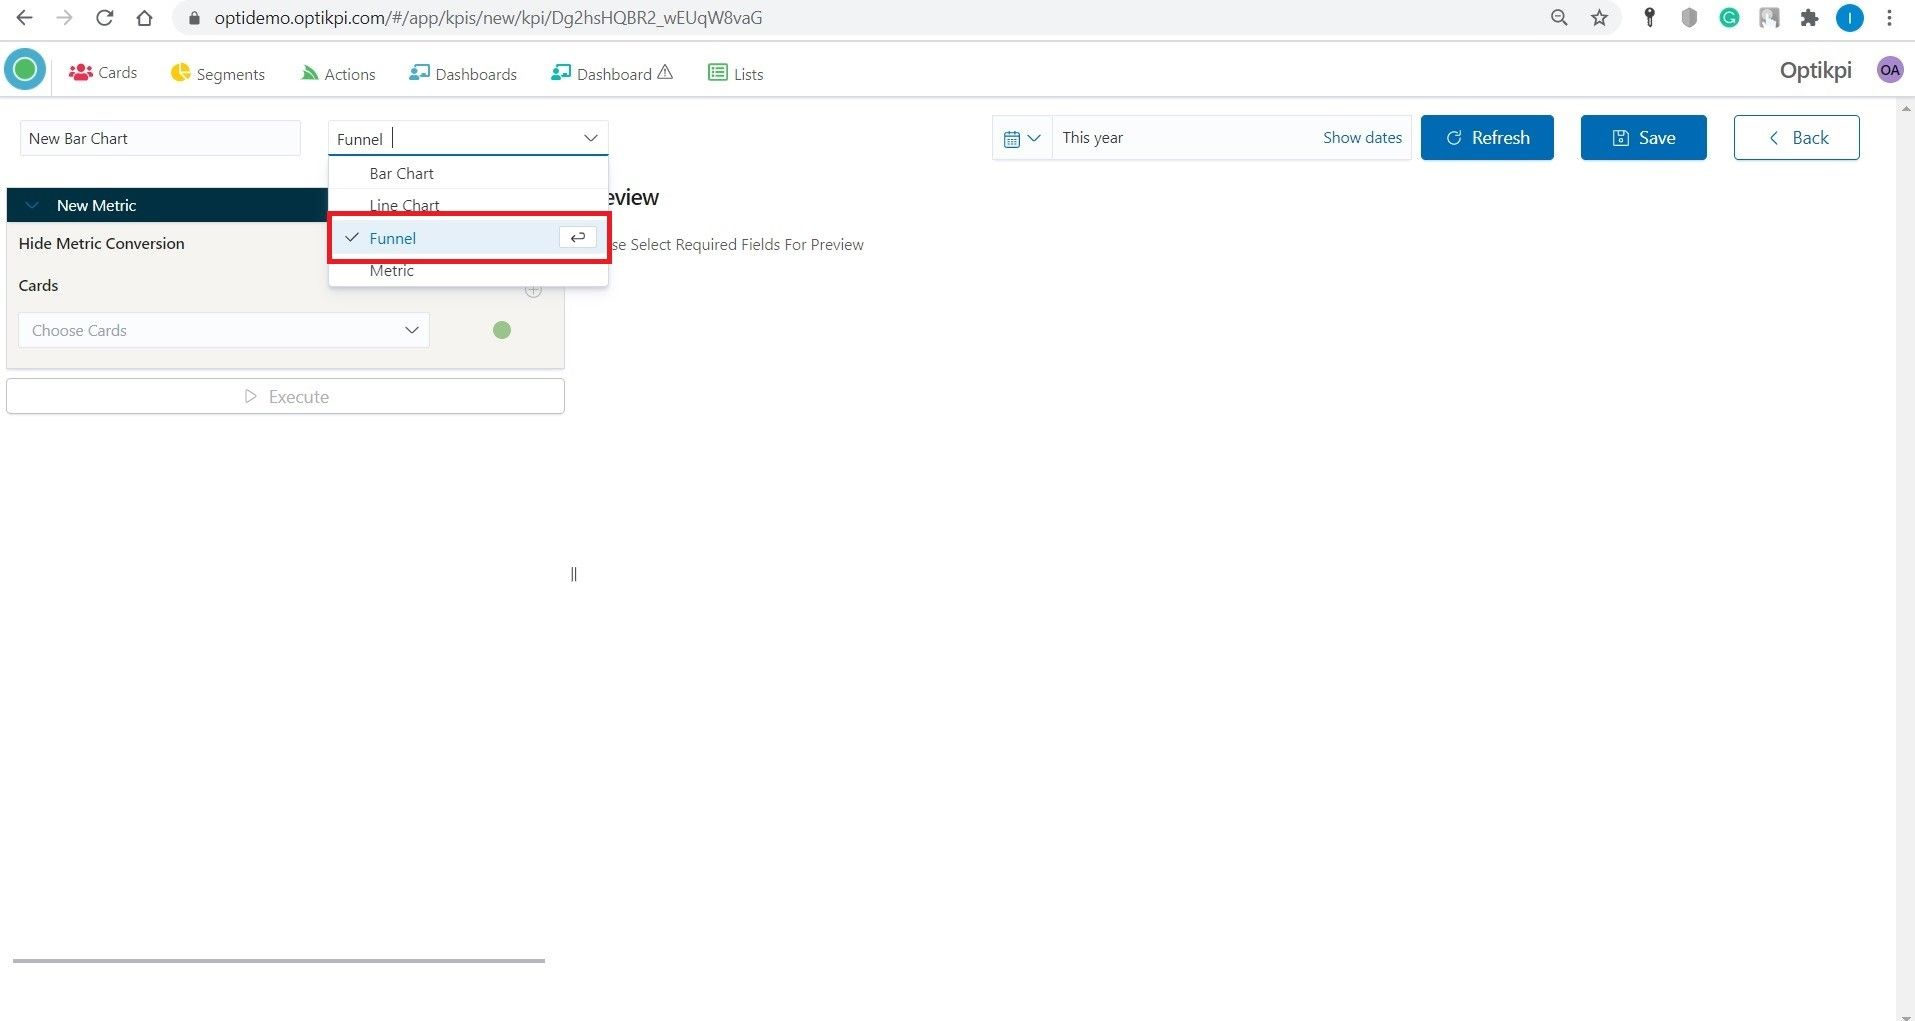 optidemo.optikpi.com/#/app/kpis/new/kpi/Dg2hsHQBR2_wEUqW8vaG
I
Cards Segments Actions Dashboards Dashboard Lists Optikpi OA
New Bar Chart Funnel This year Show dates Refresh Save Back
Bar Chart
Line Chart
Funnel
Metric
New Metric
Hide Metric Conversion
Cards
Choose Cards
Execute
eview
se Select Required Fields For Preview